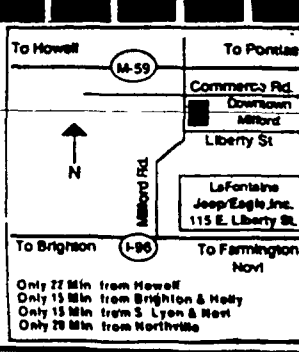 To Howell To Pontiac
M-59
Commerce Rd.
Downtown
Milford
Liberty St
N
Milford Rd.
LaFontaine
Jeep/Eagle, Inc.
115 E. Liberty St.
To Brighton I-96 To Farmington
Novi
Only 22 Min from Howell
Only 15 Min from Brighton & Holly
Only 15 Min from S Lyon & Novi
Only 20 Min from Northville